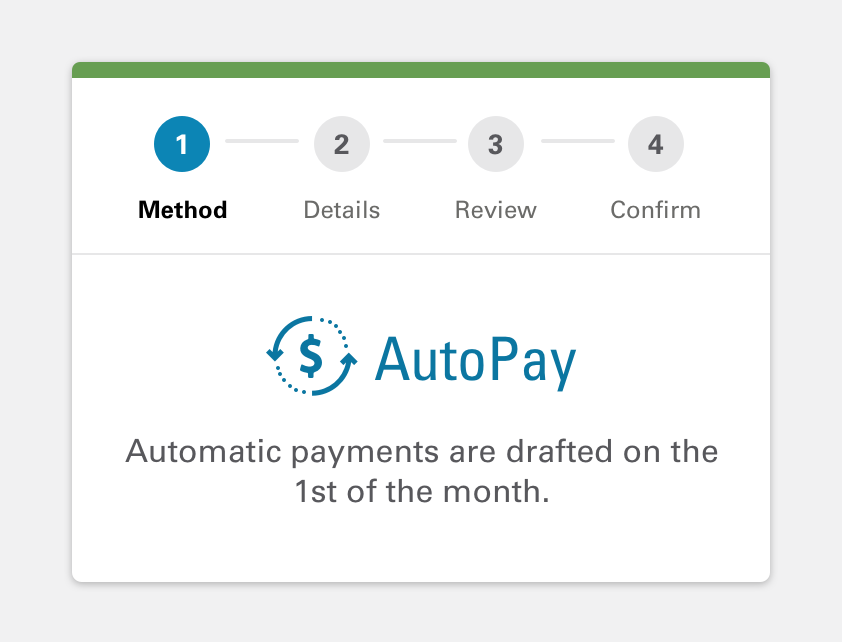 1 2 3 4
Method Details Review Confirm
$ AutoPay
Automatic payments are drafted on the
1st of the month.